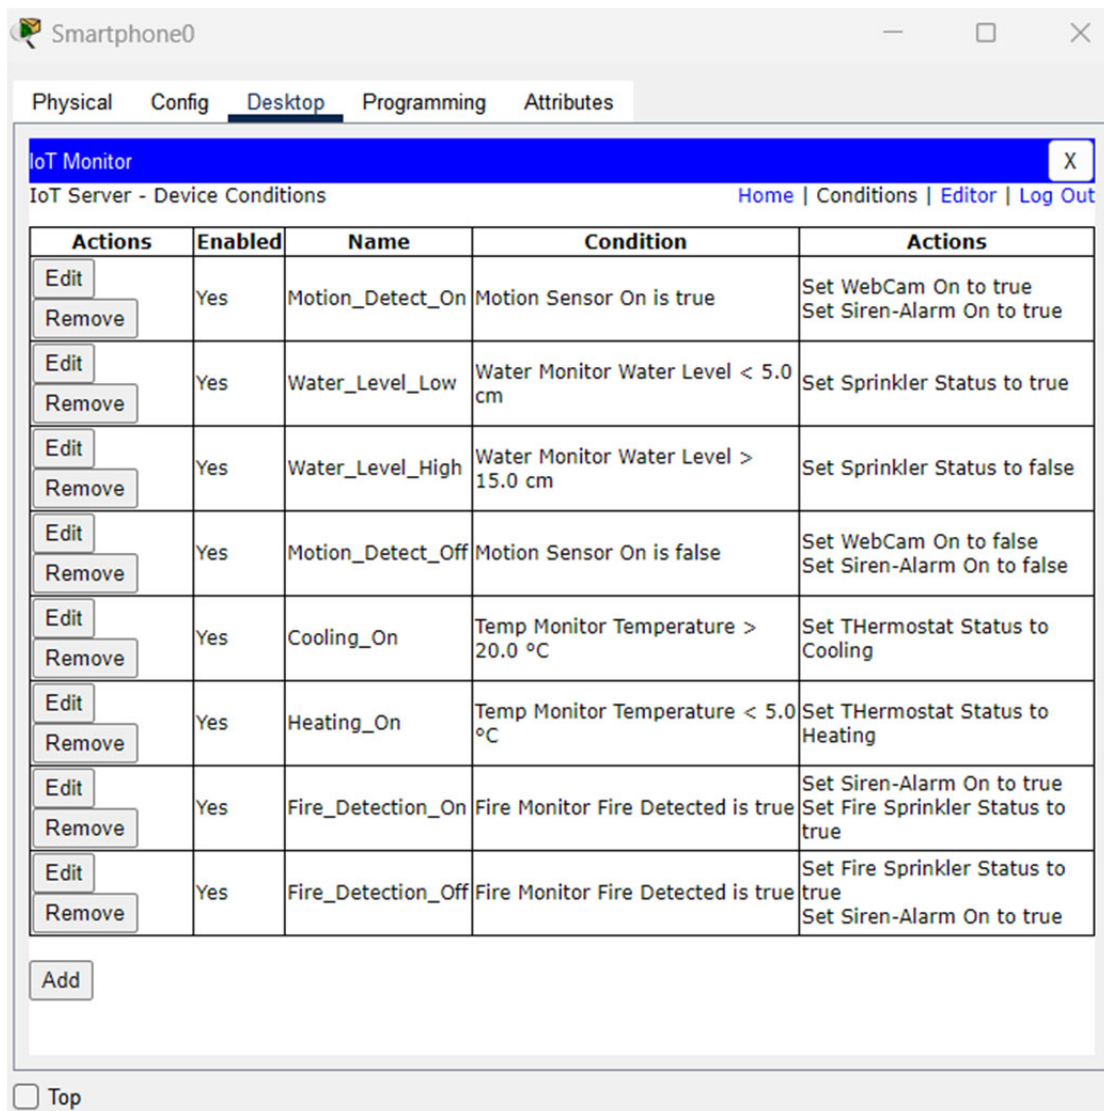 Smartphone0
Physical Config Desktop Programming Attributes
IoT Monitor X
IoT Server - Device Conditions Home | Conditions | Editor | Log Out
Actions Enabled Name Condition Actions
Edit
Remove
Yes
Motion_Detect_On
Motion Sensor On is true
Set WebCam On to true
Set Siren-Alarm On to true
Edit
Remove
Yes
Water_Level_Low
Water Monitor Water Level < 5.0
cm
Set Sprinkler Status to true
Edit
Remove
Yes
Water_Level_High
Water Monitor Water Level >
15.0 cm
Set Sprinkler Status to false
Edit
Remove
Yes
Motion_Detect_Off
Motion Sensor On is false
Set WebCam On to false
Set Siren-Alarm On to false
Edit
Remove
Yes
Cooling_On
Temp Monitor Temperature >
20.0 °C
Set THermostat Status to
Cooling
Edit
Remove
Yes
Heating_On
Temp Monitor Temperature < 5.0
°C
Set THermostat Status to
Heating
Edit
Remove
Yes
Fire_Detection_On
Fire Monitor Fire Detected is true
Set Siren-Alarm On to true
Set Fire Sprinkler Status to
true
Edit
Remove
Yes
Fire_Detection_Off
Fire Monitor Fire Detected is true
Set Fire Sprinkler Status to
true
Set Siren-Alarm On to true
Add
Top